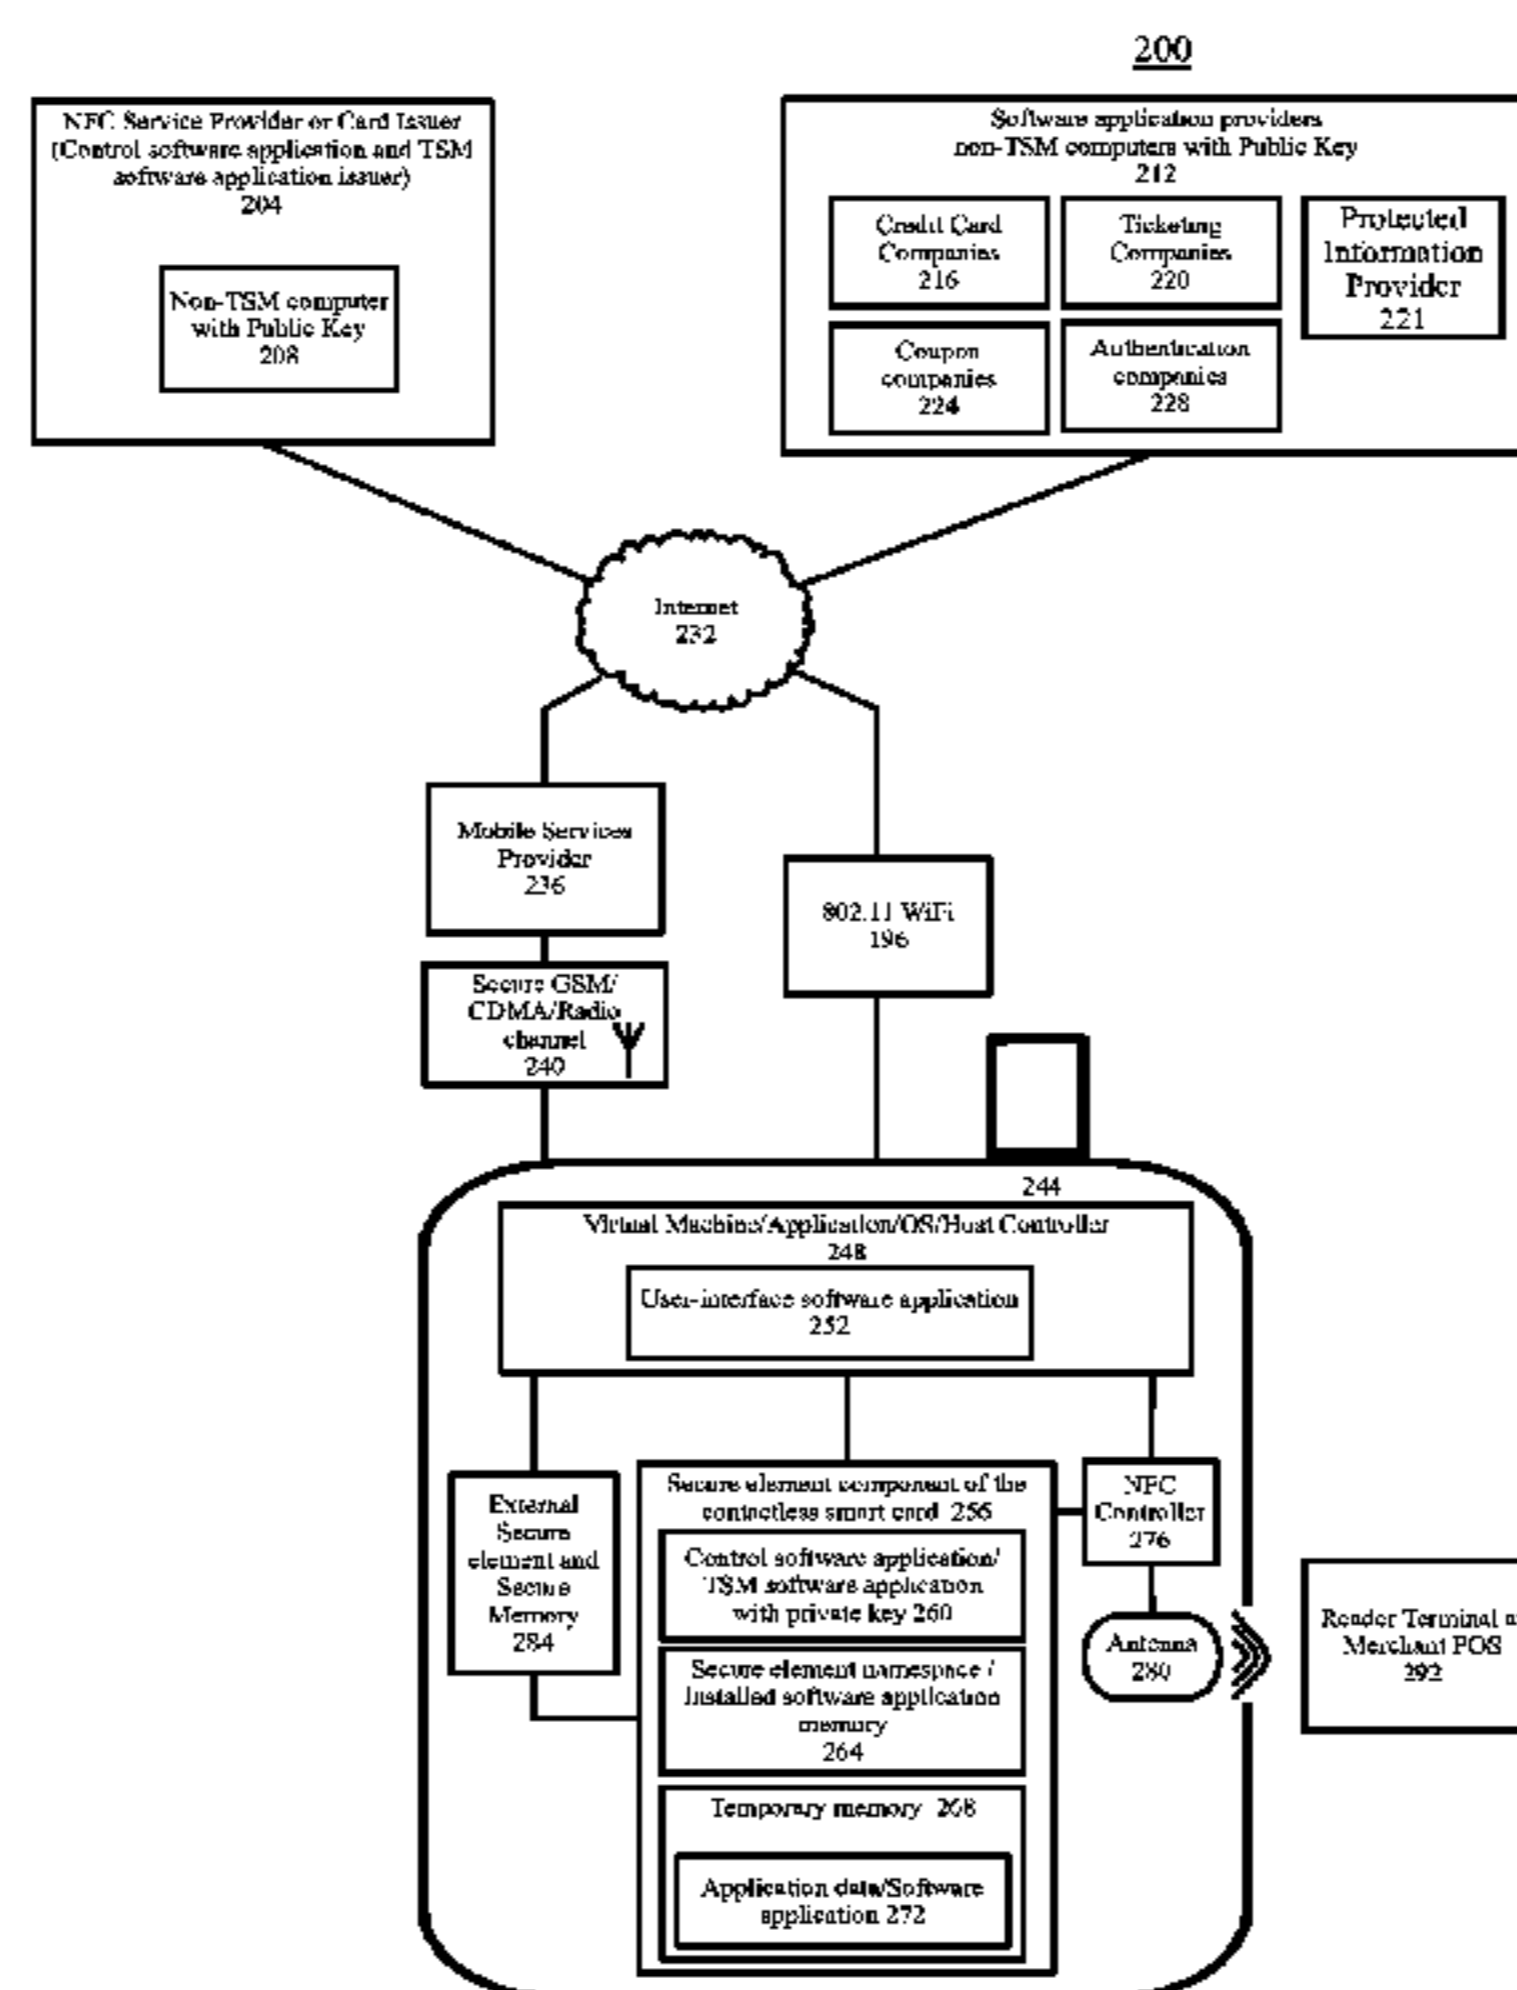 200
NFC Service Provider or Card Issuer
(Control software application and TSM
software application issuer)
204
Non-TSM computer
with Public Key
208
Software application providers
non-TSM computers with Public Key
212
Credit Card
Companies
216
Ticketing
Companies
220
Protected
Information
Provider
221
Coupon
companies
224
Authentication
companies
228
Internet
232
Mobile Services
Provider
236
802.11 WiFi
196
Secure GSM/
CDMA/Radio
channel
240
244
Virtual Machine/Application/OS/Host Controller
248
User-interface software application
252
External
Secure
element and
Secure
Memory
284
Secure element component of the
contactless smart card 256
Control software application/
TSM software application
with private key 260
Secure element namespace /
Installed software application
memory
264
Temporary memory 268
Application data/Software
application 272
NFC
Controller
276
Antenna
280
Reader Terminal
Merchant POS
292